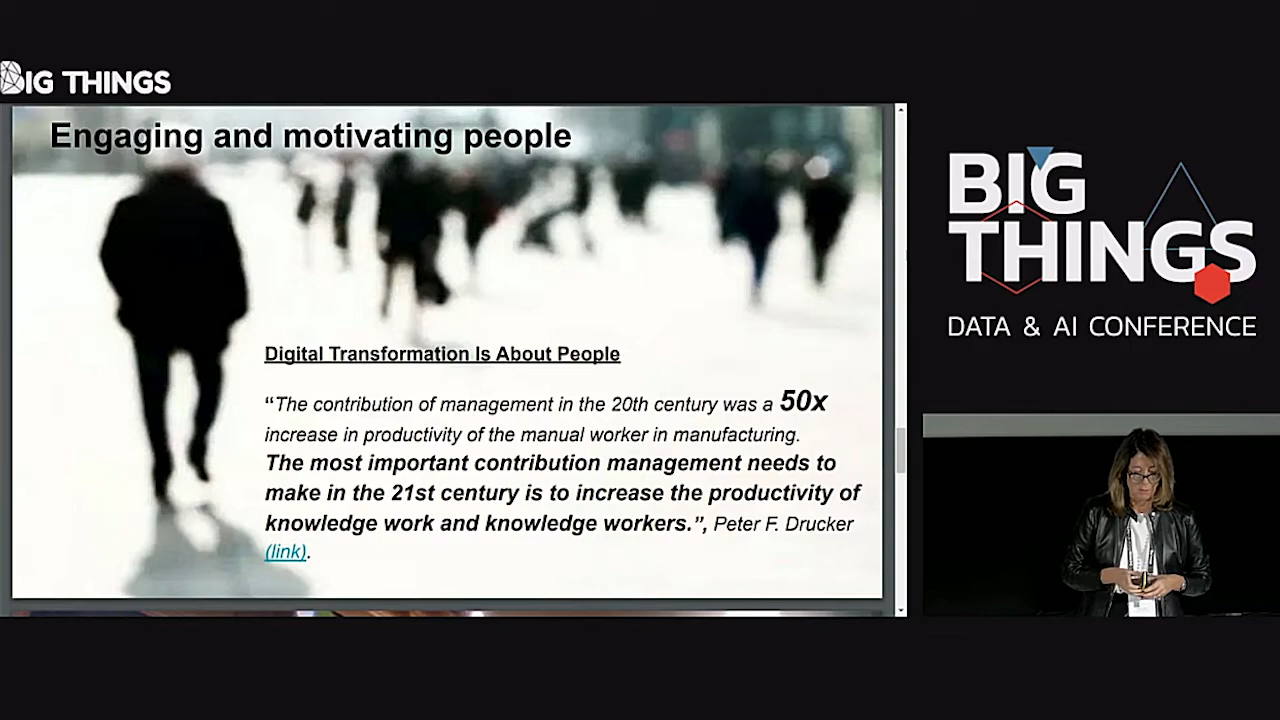 BIG THINGS
Engaging and motivating people
Digital Transformation Is About People
“The contribution of management in the 20th century was a 50x
increase in productivity of the manual worker in manufacturing.
The most important contribution management needs to
make in the 21st century is to increase the productivity of
knowledge work and knowledge workers.”, Peter F. Drucker
(link).
BIG
THINGS
DATA & AI CONFERENCE